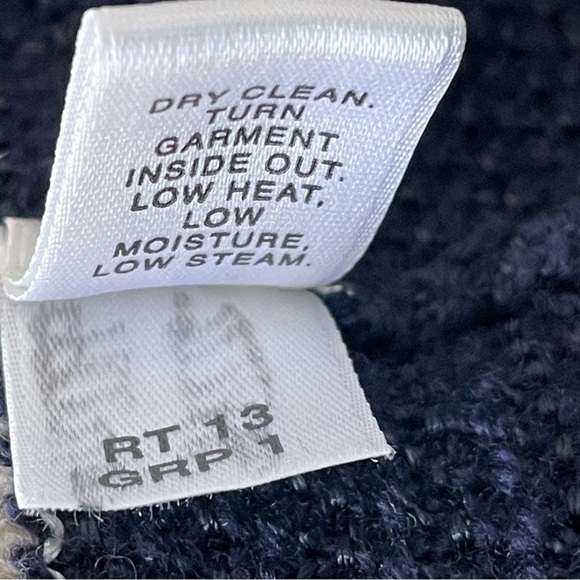 DRY CLEAN.
TURN
GARMENT
INSIDE OUT.
LOW HEAT,
LOW
MOISTURE,
LOW STEAM.
RT 13
GRP 1